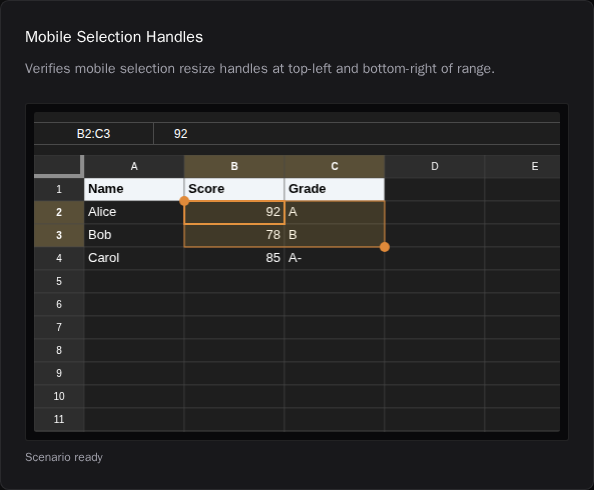 Mobile Selection Handles
Verifies mobile selection resize handles at top-left and bottom-right of range.
B2:C3 92
A B C D E
1 Name Score Grade
2 Alice 92 A
3 Bob 78 B
4 Carol 85 A-
5
6
7
8
9
10
11
Scenario ready